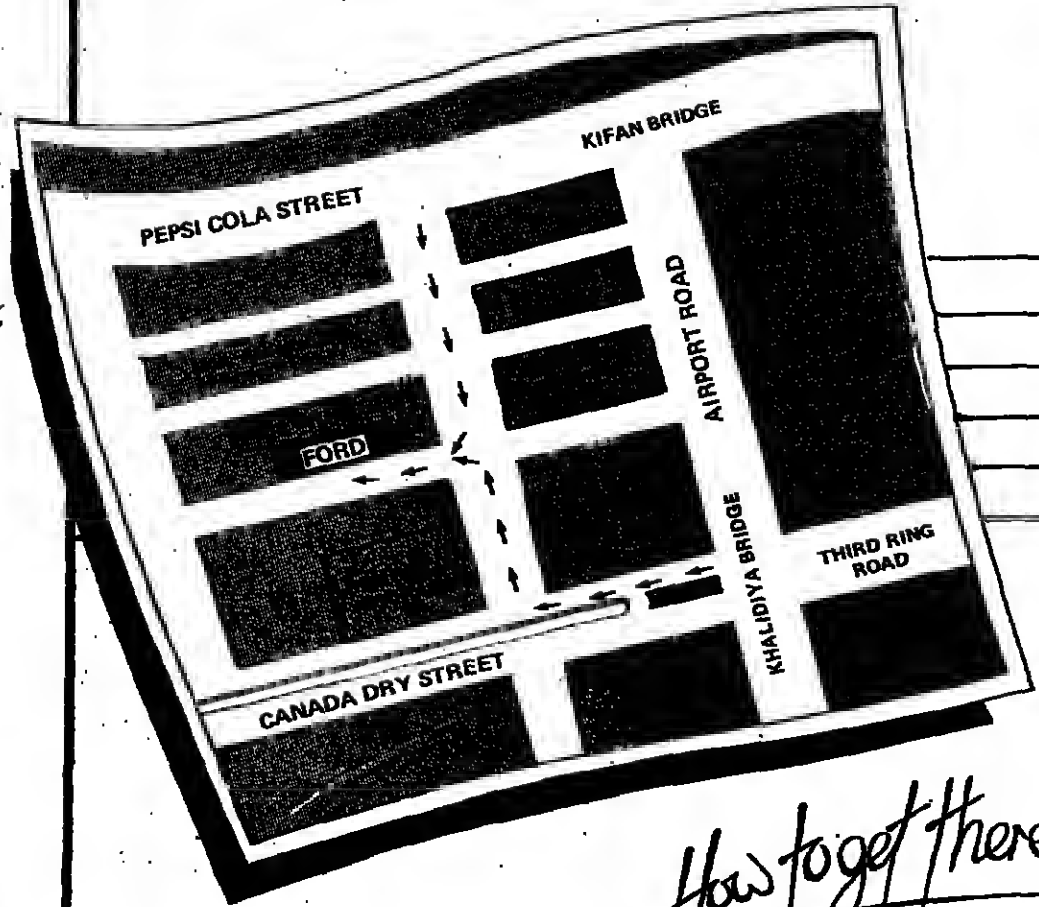 KIFAN BRIDGE
PEPSI COLA STREET
AIRPORT ROAD
FORD
KHALIDIYA BRIDGE
THIRD RING
ROAD
CANADA DRY STREET
How to get there